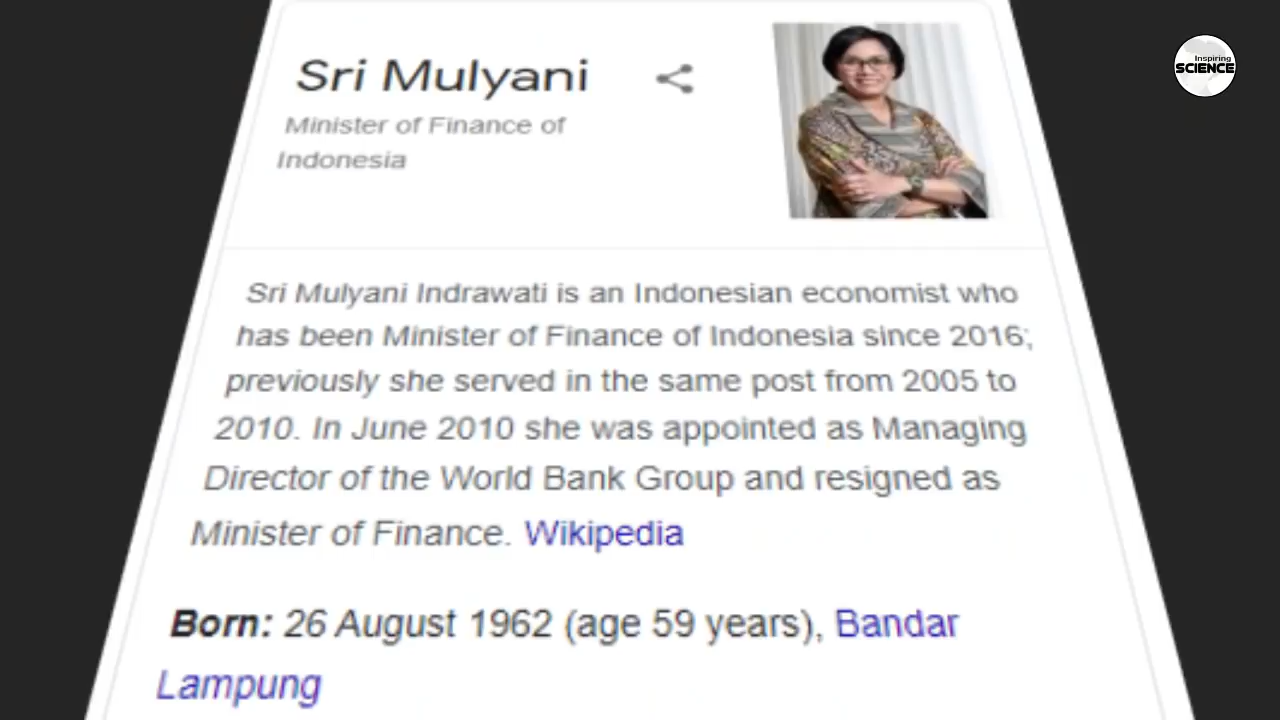 Sri Mulyani
Minister of Finance of
Indonesia
Inspiring
SCIENCE
Sri Mulyani Indrawati is an Indonesian economist who
has been Minister of Finance of Indonesia since 2016;
previously she served in the same post from 2005 to
2010. In June 2010 she was appointed as Managing
Director of the World Bank Group and resigned as
Minister of Finance. Wikipedia
Born: 26 August 1962 (age 59 years), Bandar
Lampung